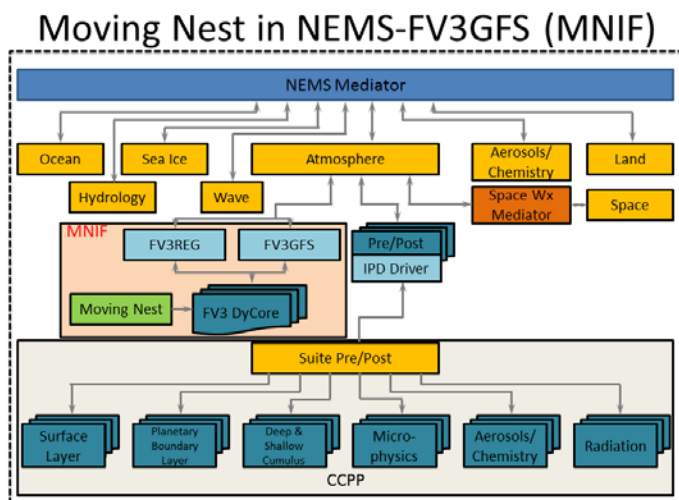 Moving Nest in NEMS-FV3GFS (MNIF)
NEMS Mediator
Ocean
Sea Ice
Atmosphere
Aerosols/
Chemistry
Land
Hydrology
Wave
Space Wx
Mediator
Space
MNIF
FV3REG
FV3GFS
Pre/Post
IPD Driver
Moving Nest
FV3 DyCore
Suite Pre/Post
Surface
Layer
Planetary
Boundary
Layer
Deep &
Shallow
Cumulus
Micro-
physics
Aerosols/
Chemistry
Radiation
CCPP